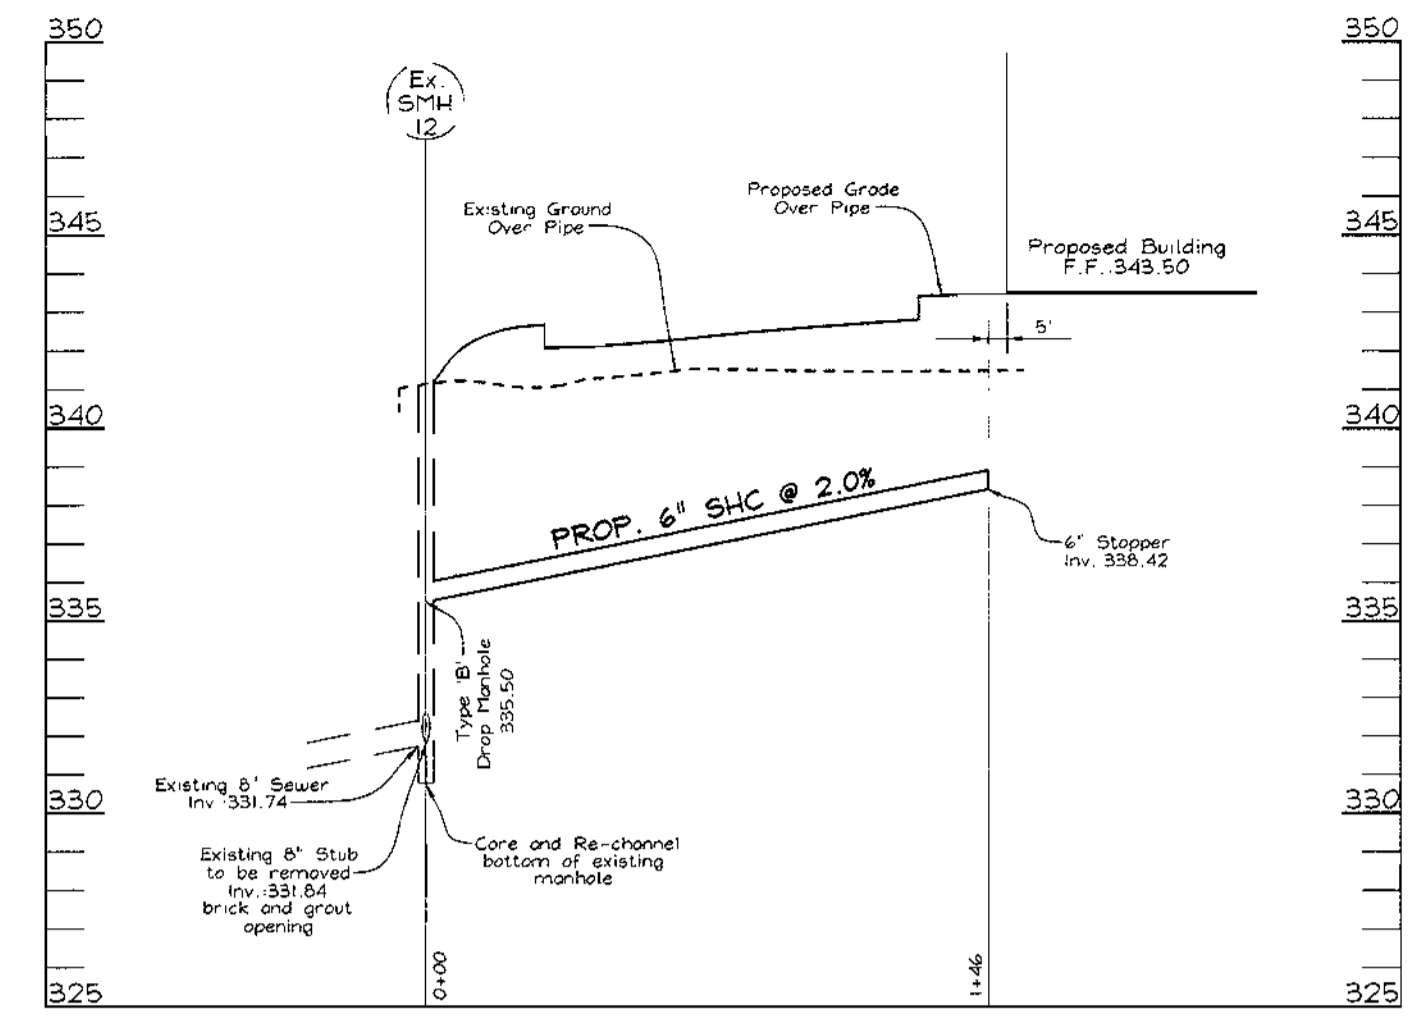 350
350
Ex.
SMH
12
Proposed Grade
Over Pipe
Existing Ground
Over Pipe
345
345
Proposed Building
F.F.:343.50
5'
340
340
PROP. 6" SHC @ 2.0%
6" Stopper
Inv. 338.42
335
335
Type 'B'
Drop Manhole
335.50
Existing 8" Sewer
Inv :331.74
330
330
Core and Re-channel
bottom of existing
manhole
Existing 8" Stub
to be removed
Inv.:331.84
brick and grout
opening
0+00
1+46
325
325